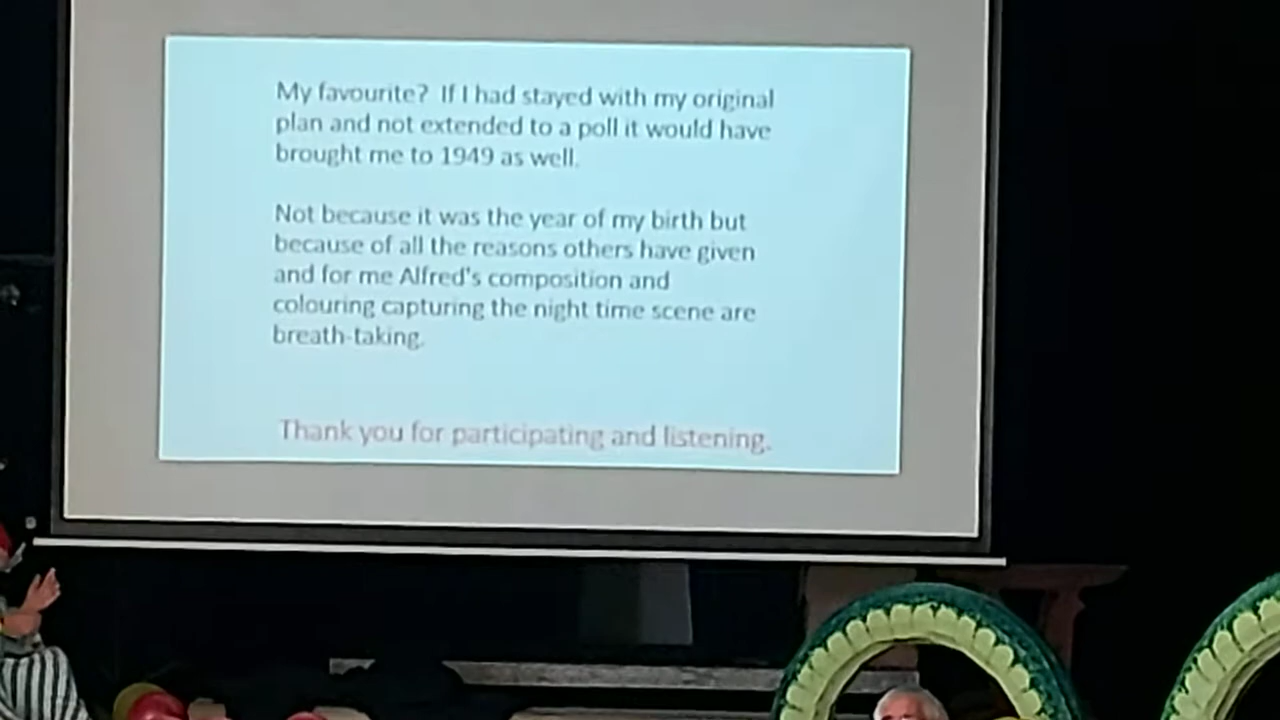 My favourite? If I had stayed with my original
plan and not extended to a poll it would have
brought me to 1949 as well.
Not because it was the year of my birth but
because of all the reasons others have given
and for me Alfred's composition and
colouring capturing the night time scene are
breath-taking.
Thank you for participating and listening.